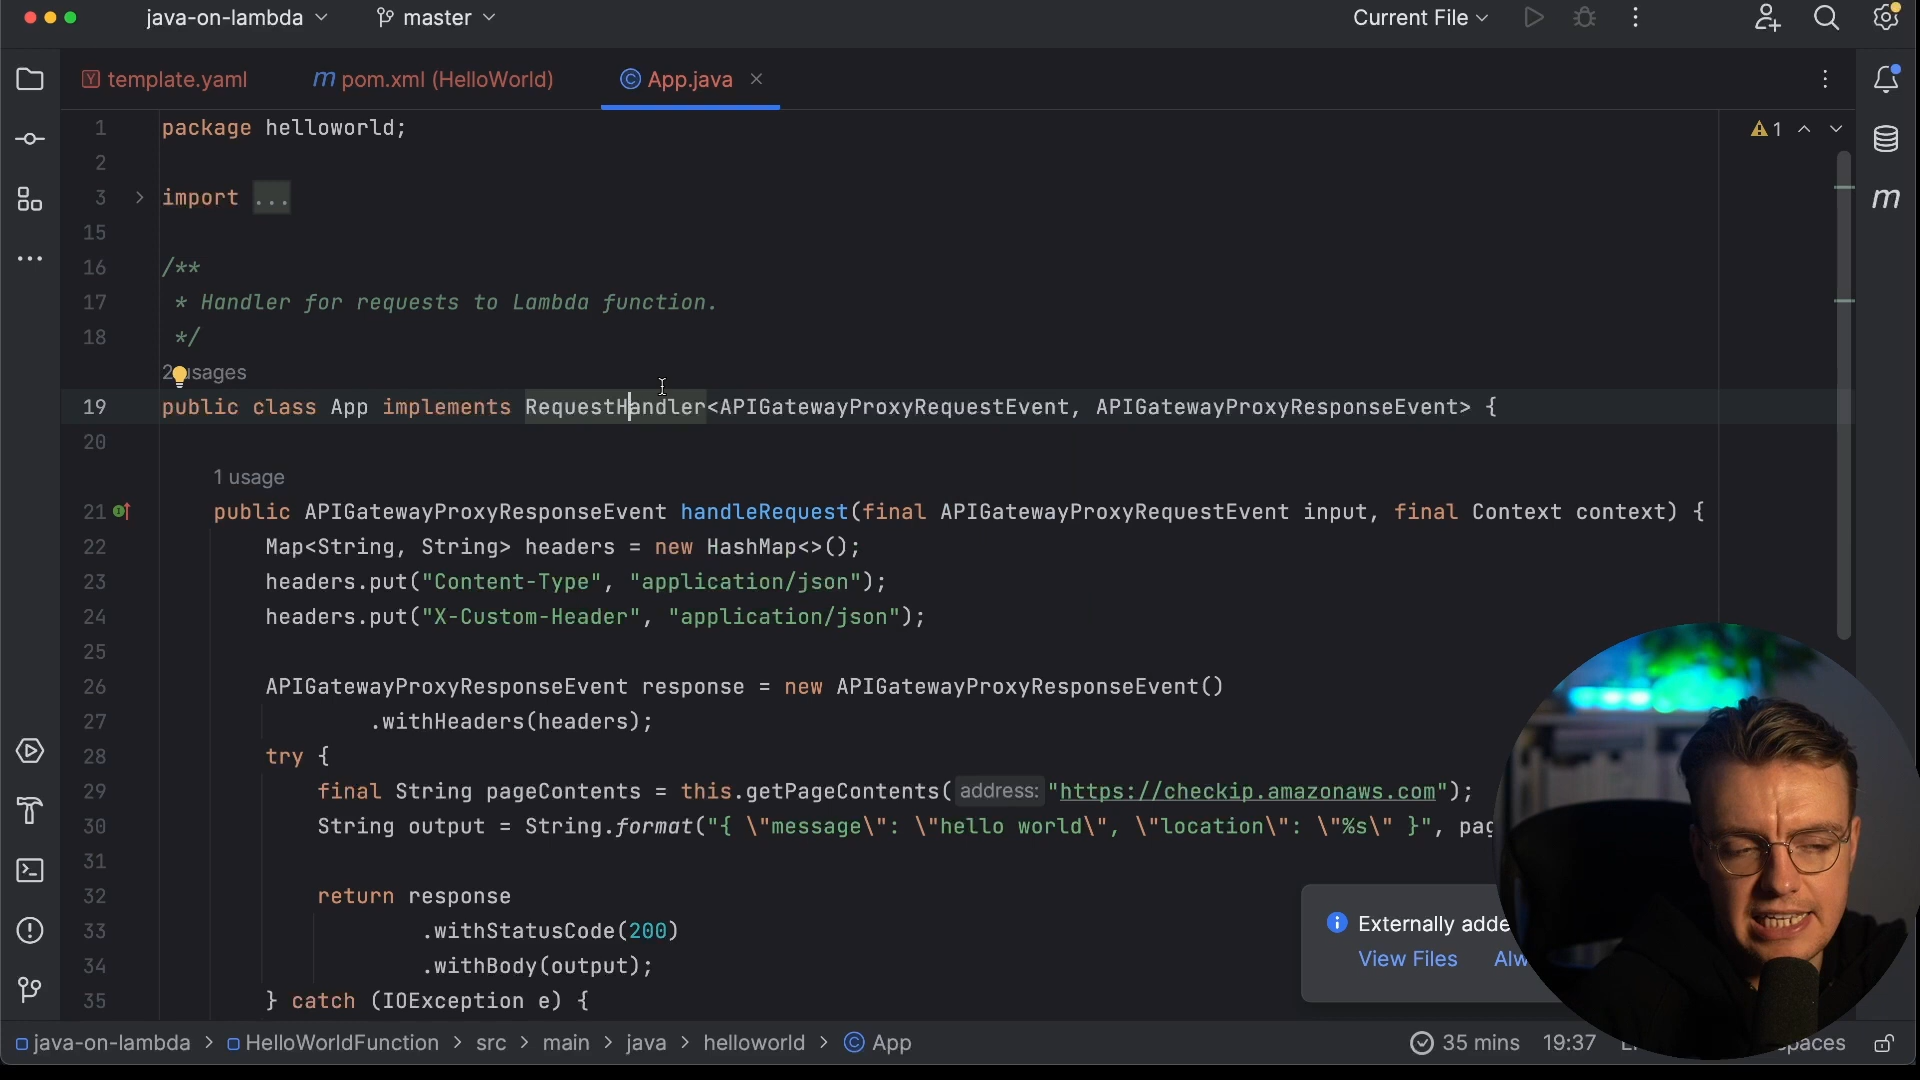 java-on-lambda master Current File
template.yaml pom.xml (HelloWorld) App.java
1 package helloworld; 1
2
3 import ...
15
16 /**
17 * Handler for requests to Lambda function.
18 */
2 usages
19 public class App implements RequestHandler<APIGatewayProxyRequestEvent, APIGatewayProxyResponseEvent> {
20
1 usage
21 public APIGatewayProxyResponseEvent handleRequest(final APIGatewayProxyRequestEvent input, final Context context) {
22 Map<String, String> headers = new HashMap<>();
23 headers.put("Content-Type", "application/json");
24 headers.put("X-Custom-Header", "application/json");
25
26 APIGatewayProxyResponseEvent response = new APIGatewayProxyResponseEvent()
27 .withHeaders(headers);
28 try {
29 final String pageContents = this.getPageContents( address: "https://checkip.amazonaws.com");
30 String output = String.format("{ \"message\": \"hello world\", \"location\": \"%s\" }", pag
31
32 return response
33 .withStatusCode(200)
34 .withBody(output);
35 } catch (IOException e) {
Externally adde
View Files Alw
java-on-lambda > HelloWorldFunction > src > main > java > helloworld > App 35 mins 19:37 spaces